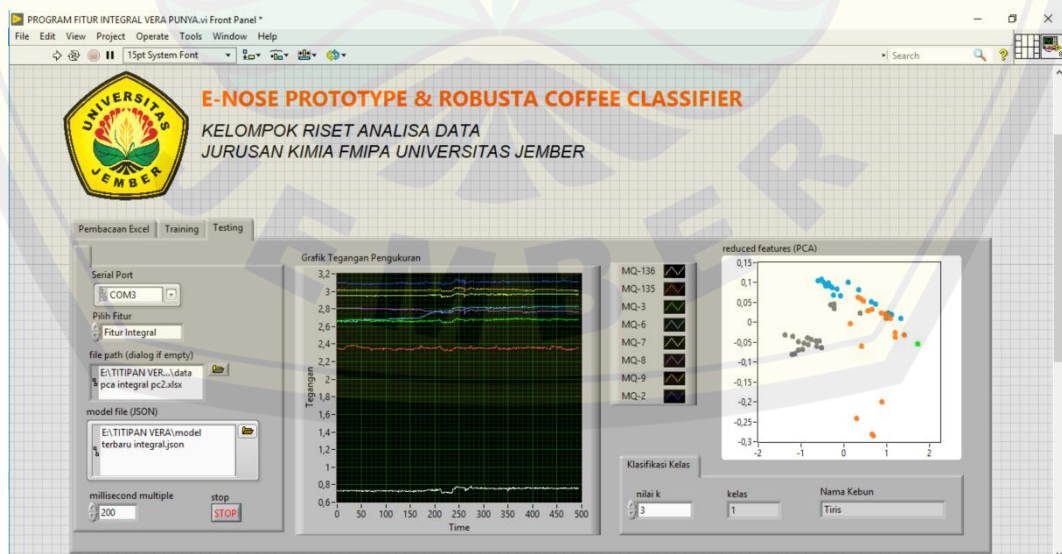 PROGRAM FITUR INTEGRAL VERA PUNYA.vi Front Panel *
File Edit View Project Operate Tools Window Help
15pt System Font
Search
UNIVERSITAS
JEMBER
E-NOSE PROTOTYPE & ROBUSTA COFFEE CLASSIFIER
KELOMPOK RISET ANALISA DATA
JURUSAN KIMIA FMIPA UNIVERSITAS JEMBER
JEMBER
Pembacaan Excel Training Testing
Serial Port
COM3
Pilih Fitur
Fitur Integral
file path (dialog if empty)
E:\TITIPAN VER...\data
pca integral pc2.xlsx
model file (JSON)
E:\TITIPAN VERA\model
terbaru integral.json
millisecond multiple
200
stop
STOP
Grafik Tegangan Pengukuran
Tegangan
3,2
3
2,8
2,6
2,4
2,2
2
1,8
1,6
1,4
1,2
1
0,8
0,6
0 50 100 150 200 250 300 350 400 450 500
Time
MQ-136
MQ-135
MQ-3
MQ-6
MQ-7
MQ-8
MQ-9
MQ-2
reduced features (PCA)
0,15
0,1
0,05
0
-0,05
-0,1
-0,15
-0,2
-0,25
-0,3
-2 -1 0 1 2
Klasifikasi Kelas
nilai k
3
kelas
1
Nama Kebun
Tiris